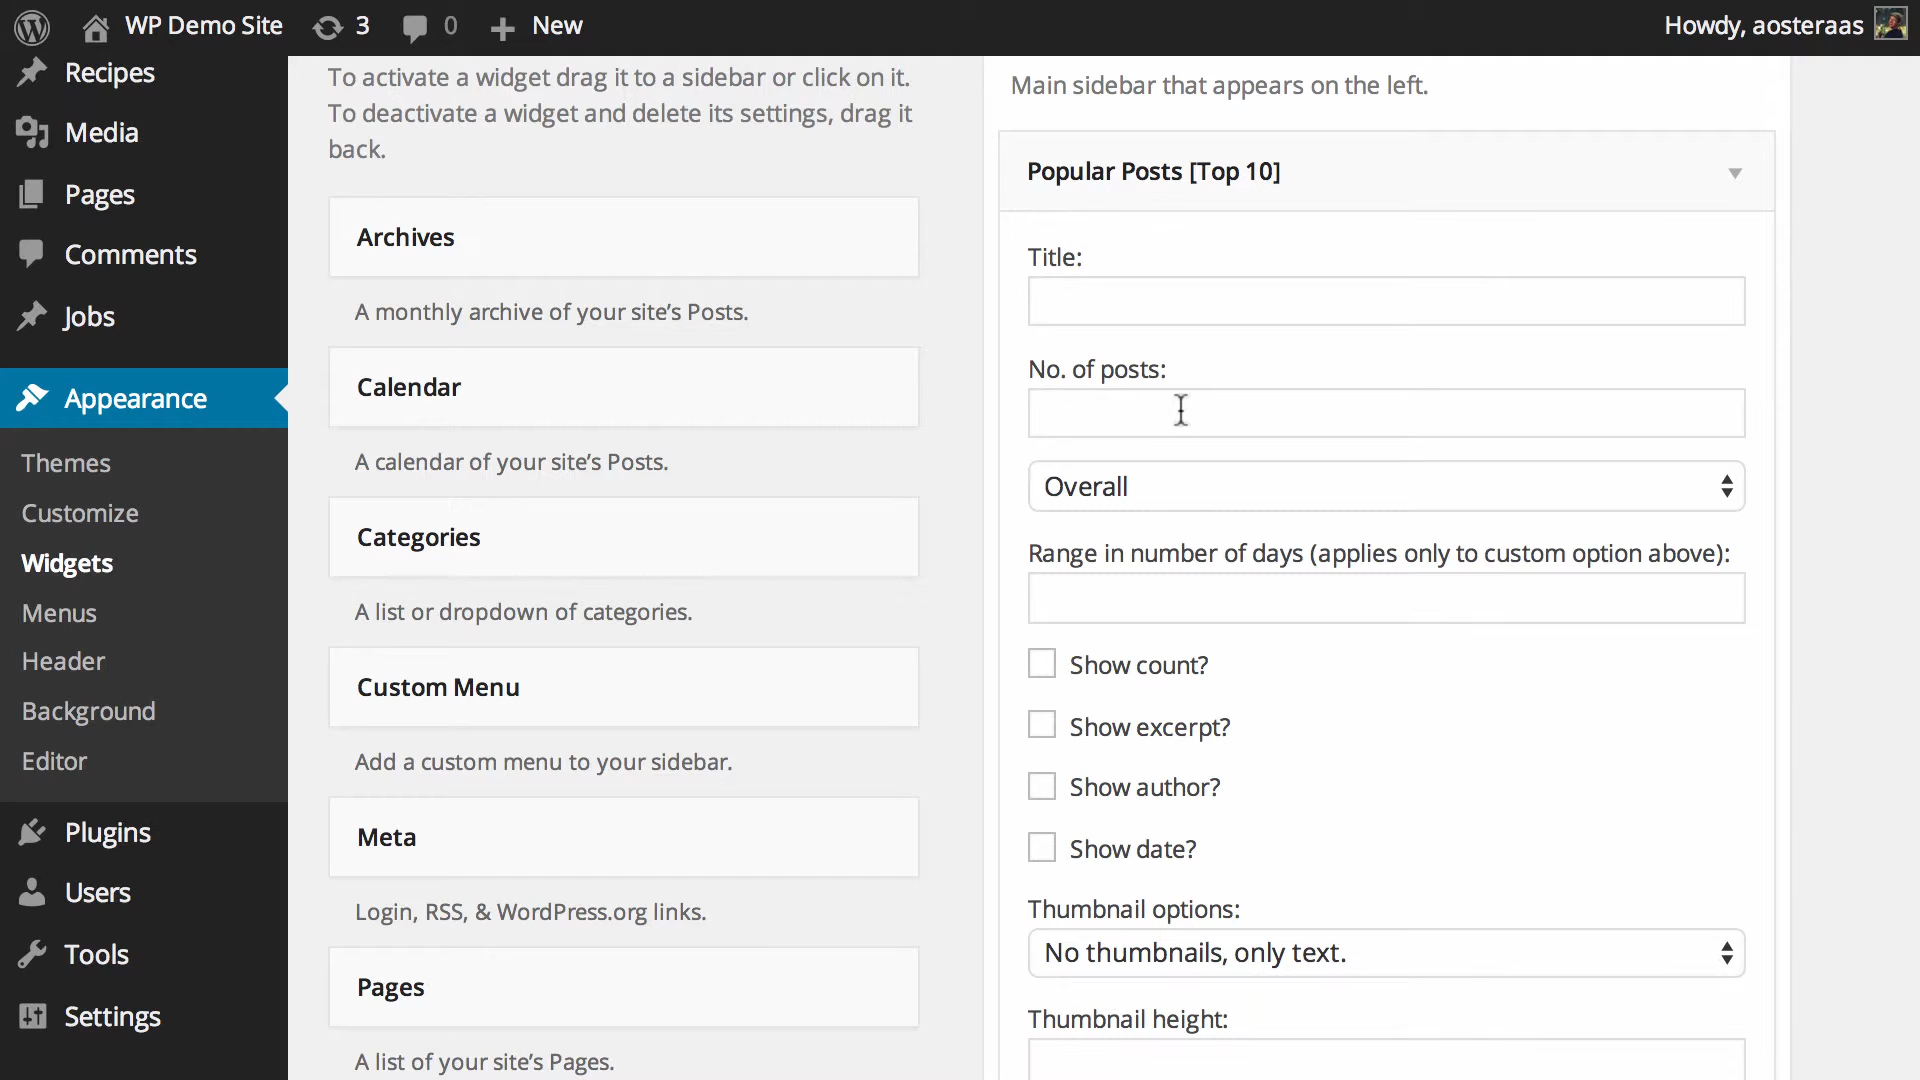 WP Demo Site 3 0 New Howdy, aosteraas
Recipes
Media
Pages
Comments
Jobs
Appearance
Themes
Customize
Widgets
Menus
Header
Background
Editor
Plugins
Users
Tools
Settings
To activate a widget drag it to a sidebar or click on it.
To deactivate a widget and delete its settings, drag it
back.
Archives
A monthly archive of your site’s Posts.
Calendar
A calendar of your site’s Posts.
Categories
A list or dropdown of categories.
Custom Menu
Add a custom menu to your sidebar.
Meta
Login, RSS, & WordPress.org links.
Pages
A list of your site’s Pages.
Main sidebar that appears on the left.
Popular Posts [Top 10]
Title:
No. of posts:
Overall
Range in number of days (applies only to custom option above):
Show count?
Show excerpt?
Show author?
Show date?
Thumbnail options:
No thumbnails, only text.
Thumbnail height: